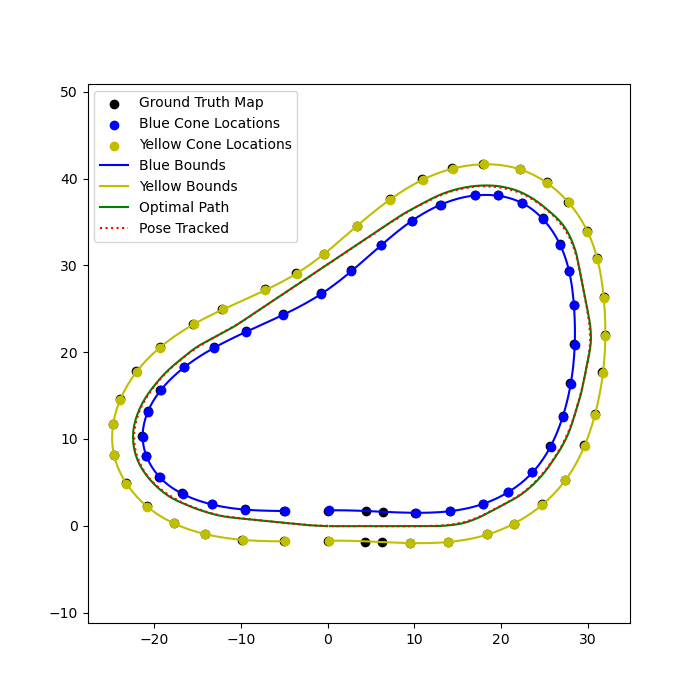 50
40
30
20
10
0
−10
Ground Truth Map
Blue Cone Locations
Yellow Cone Locations
Blue Bounds
Yellow Bounds
Optimal Path
Pose Tracked
−20 −10 0 10 20 30